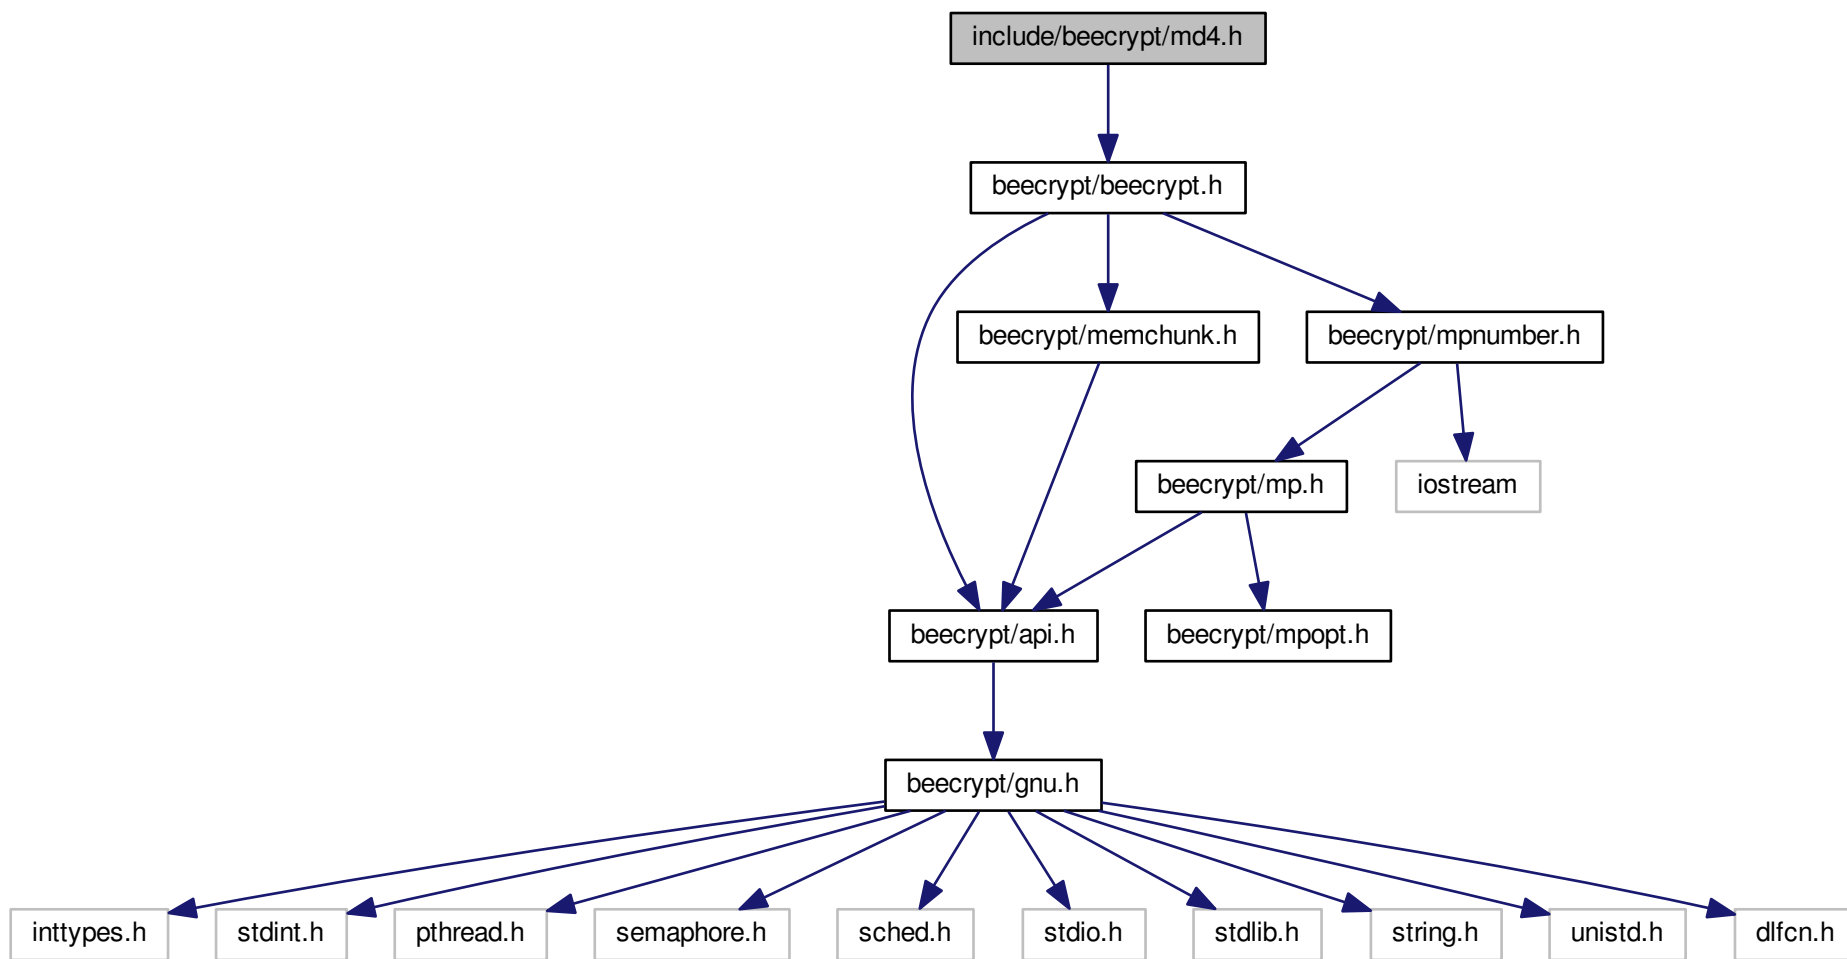 include/beecrypt/md4.h
beecrypt/beecrypt.h
beecrypt/memchunk.h
beecrypt/mpnumber.h
beecrypt/mp.h
iostream
beecrypt/api.h
beecrypt/mpopt.h
beecrypt/gnu.h
inttypes.h
stdint.h
pthread.h
semaphore.h
sched.h
stdio.h
stdlib.h
string.h
unistd.h
dlfcn.h